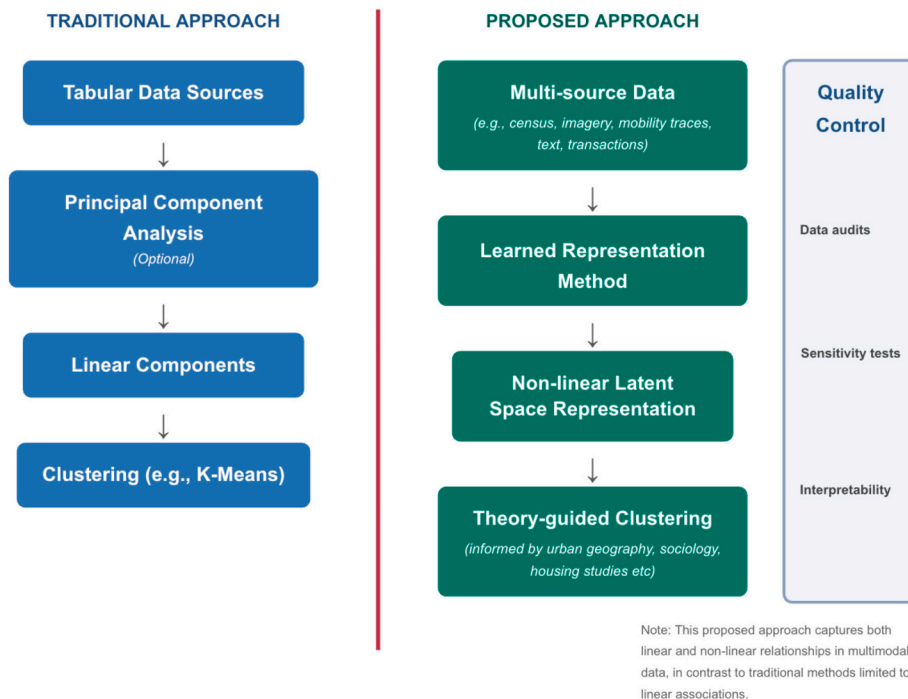 TRADITIONAL APPROACH
Tabular Data Sources
Principal Component
Analysis
(Optional)
Linear Components
Clustering (e.g., K-Means)
PROPOSED APPROACH
Multi-source Data
(e.g., census, imagery, mobility traces,
text, transactions)
Learned Representation
Method
Non-linear Latent
Space Representation
Theory-guided Clustering
(informed by urban geography, sociology,
housing studies etc)
Quality
Control
Data audits
Sensitivity tests
Interpretability
Note: This proposed approach captures both
linear and non-linear relationships in multimodal
data, in contrast to traditional methods limited to
linear associations.